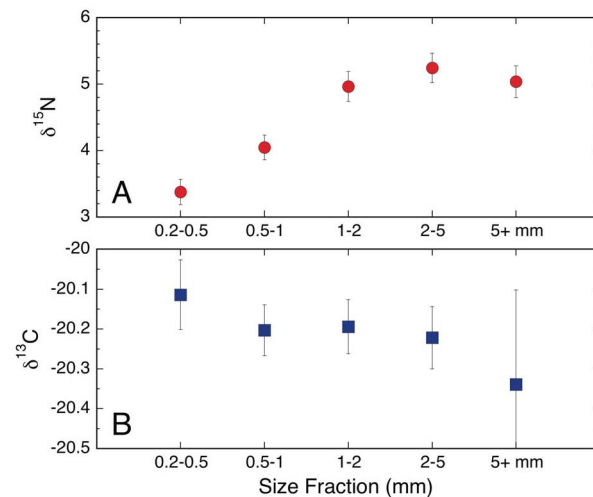 6
5
4
3
δ15N
A
0.2-0.5 0.5-1 1-2 2-5 5+ mm
-20
-20.1
-20.2
-20.3
-20.4
-20.5
δ13C
B
0.2-0.5 0.5-1 1-2 2-5 5+ mm
Size Fraction (mm)